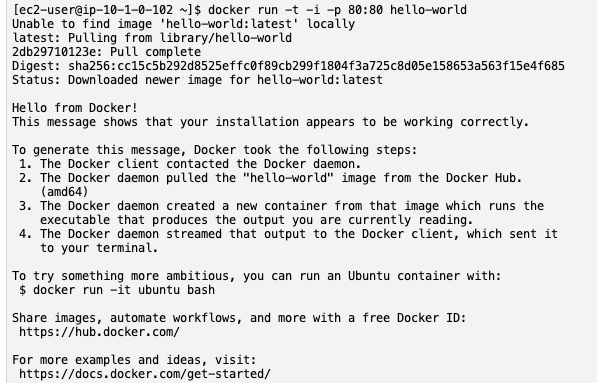 [ec2-user@ip-10-1-0-102 ~]$ docker run -t -i -p 80:80 hello-world
Unable to find image 'hello-world:latest' locally
latest: Pulling from library/hello-world
2db29710123e: Pull complete
Digest: sha256:cc15c5b292d8525effc0f89cb299f1804f3a725c8d05e158653a563f15e4f685
Status: Downloaded newer image for hello-world:latest

Hello from Docker!
This message shows that your installation appears to be working correctly.

To generate this message, Docker took the following steps:
 1. The Docker client contacted the Docker daemon.
 2. The Docker daemon pulled the "hello-world" image from the Docker Hub.
    (amd64)
 3. The Docker daemon created a new container from that image which runs the
    executable that produces the output you are currently reading.
 4. The Docker daemon streamed that output to the Docker client, which sent it
    to your terminal.

To try something more ambitious, you can run an Ubuntu container with:
 $ docker run -it ubuntu bash

Share images, automate workflows, and more with a free Docker ID:
 https://hub.docker.com/

For more examples and ideas, visit:
 https://docs.docker.com/get-started/